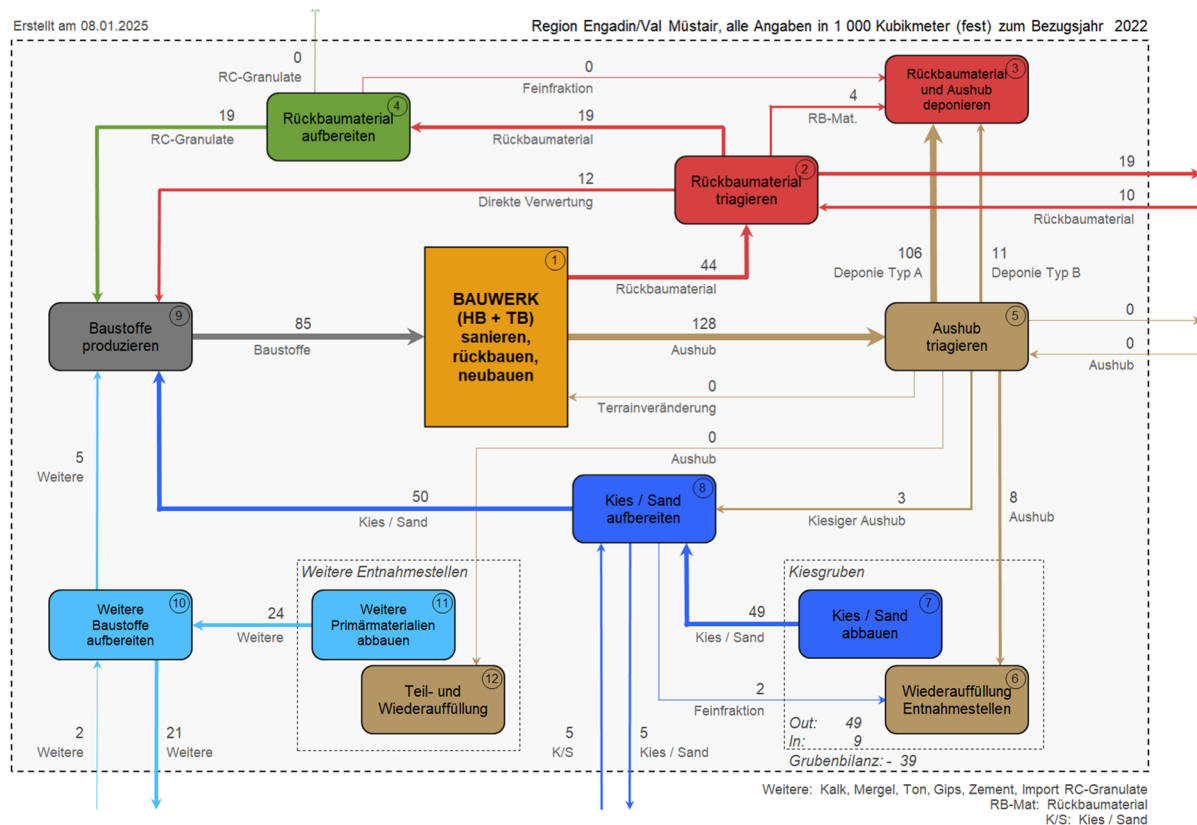 Erstellt am 08.01.2025
Region Engadin/Val Müstair, alle Angaben in 1 000 Kubikmeter (fest) zum Bezugsjahr 2022
0
RC-Granulate
0
Feinfraktion
3
Rückbaumaterial
und Aushub
deponieren
4
Rückbaumaterial
aufbereiten
19
RC-Granulate
19
Rückbaumaterial
4
RB-Mat.
2
Rückbaumaterial
triagieren
19
10
Rückbaumaterial
12
Direkte Verwertung
1
BAUWERK
(HB + TB)
sanieren,
rückbauen,
neubauen
44
Rückbaumaterial
106
Deponie Typ A
11
Deponie Typ B
9
Baustoffe
produzieren
85
Baustoffe
128
Aushub
5
Aushub
triagieren
0
0
Aushub
0
Terrainveränderung
0
Aushub
5
Weitere
50
Kies / Sand
8
Kies / Sand
aufbereiten
3
Kiesiger Aushub
8
Aushub
Weitere Entnahmestellen
Kiesgruben
10
Weitere
Baustoffe
aufbereiten
24
Weitere
11
Weitere
Primärmaterialien
abbauen
49
Kies / Sand
7
Kies / Sand
abbauen
12
Teil- und
Wiederauffüllung
2
Feinfraktion
6
Wiederauffüllung
Entnahmestellen
2
Weitere
21
Weitere
5
K/S
5
Kies / Sand
Out: 49
In: 9
Grubenbilanz: - 39
Weitere: Kalk, Mergel, Ton, Gips, Zement, Import RC-Granulate
RB-Mat: Rückbaumaterial
K/S: Kies / Sand